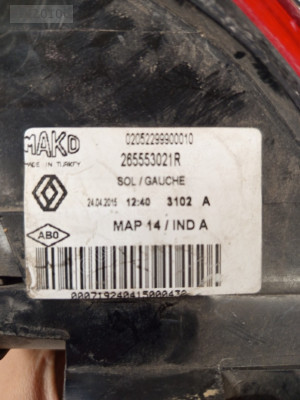 MAKO
MADE IN TURKEY
02052299900010
265553021R
SOL / GAUCHE
24.04.2015 12:40 3102 A
ABO
MAP 14 / IND A